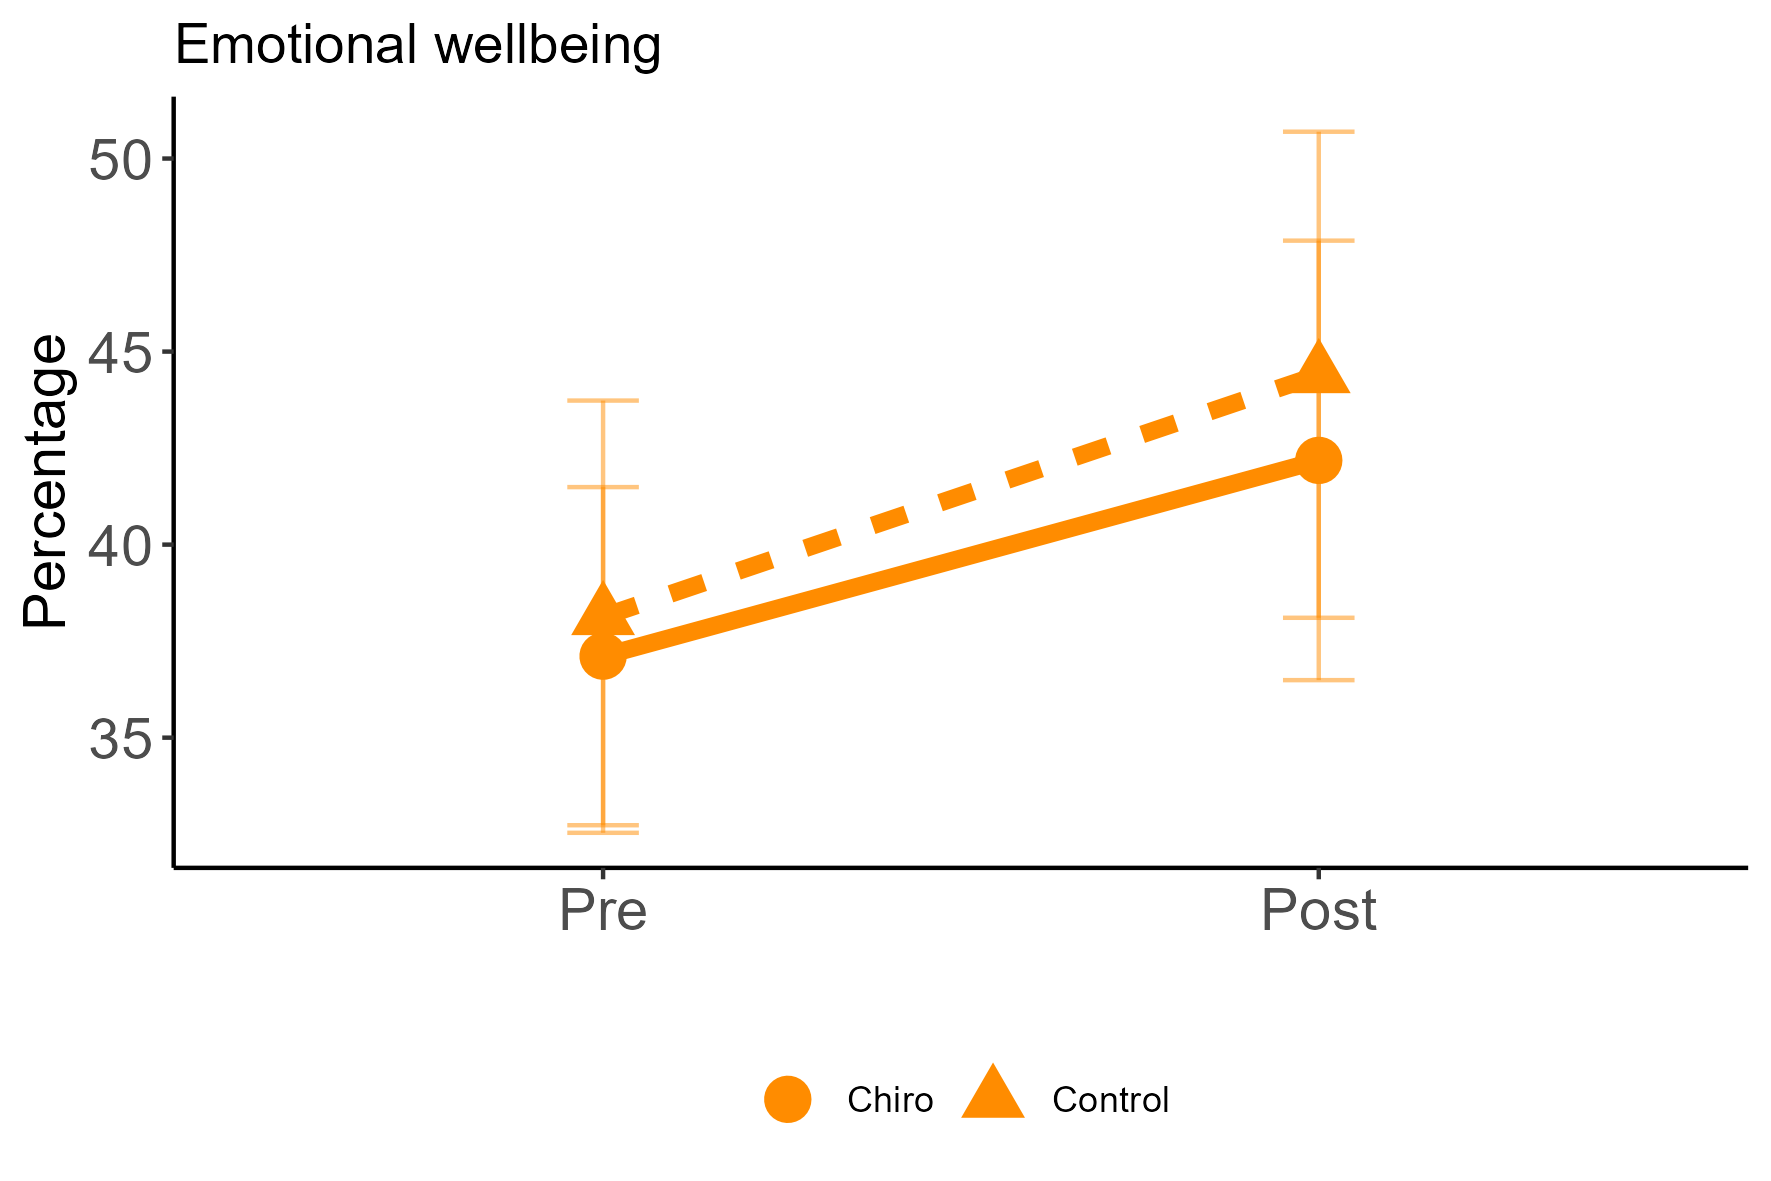 Emotional wellbeing
Percentage
50
45
40
35
Pre Post
Chiro Control